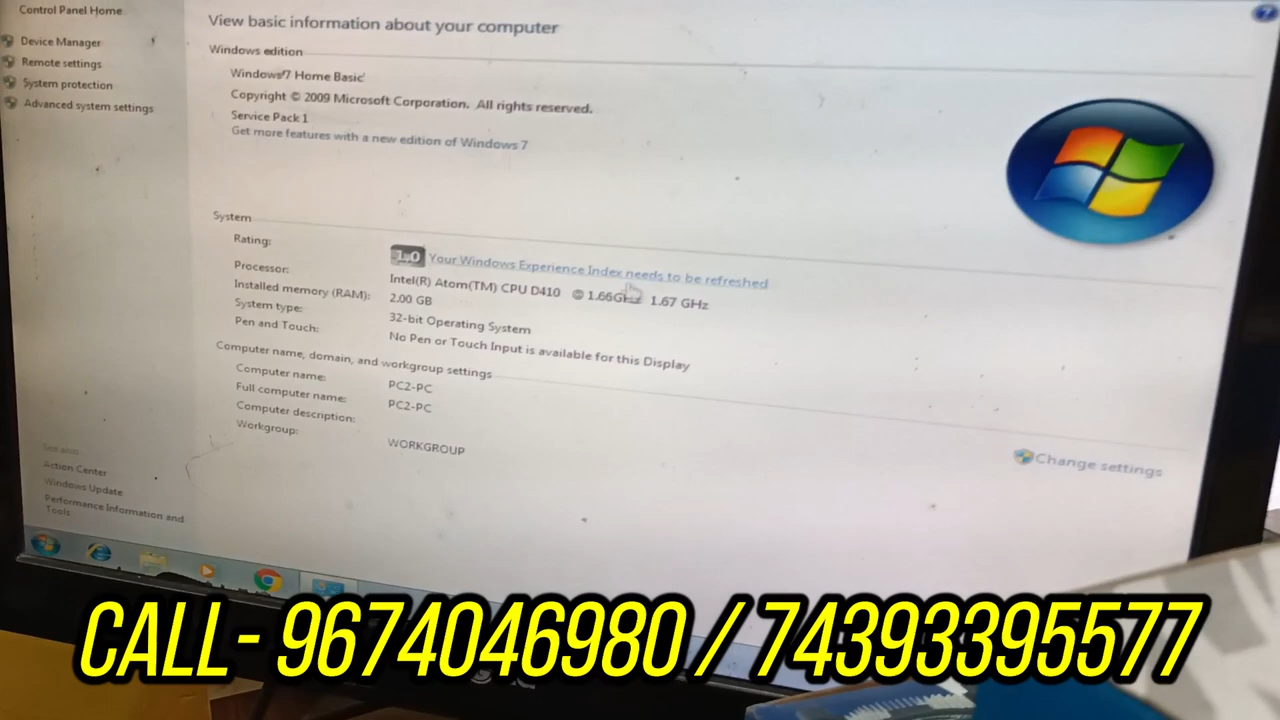 Control Panel Home
Device Manager
Remote settings
System protection
Advanced system settings
View basic information about your computer
Windows edition
Windows 7 Home Basic
Copyright © 2009 Microsoft Corporation. All rights reserved.
Service Pack 1
Get more features with a new edition of Windows 7
System
Rating: 1.0 Your Windows Experience Index needs to be refreshed
Processor: Intel(R) Atom(TM) CPU D410 @ 1.66GHz 1.67 GHz
Installed memory (RAM): 2.00 GB
System type: 32-bit Operating System
Pen and Touch: No Pen or Touch Input is available for this Display
Computer name, domain, and workgroup settings
Computer name: PC2-PC
Full computer name: PC2-PC
Computer description:
Workgroup: WORKGROUP
Change settings
See also
Action Center
Windows Update
Performance Information and
Tools
CALL- 9674046980 / 74393395577